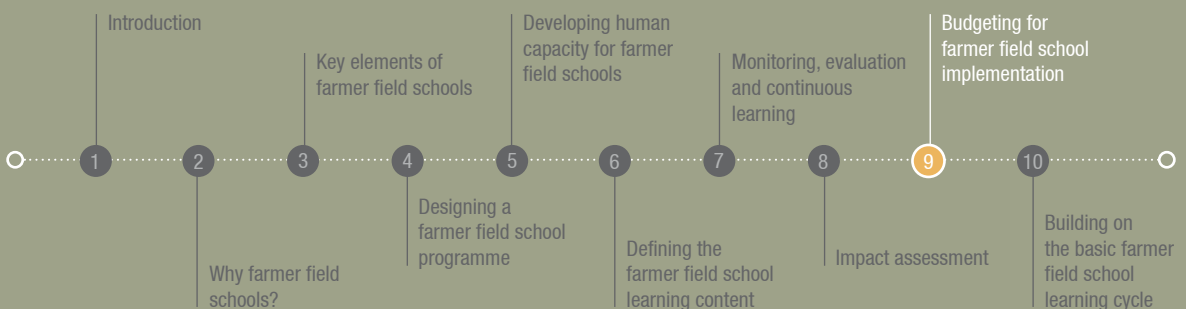 Introduction
Key elements of
farmer field schools
Developing human
capacity for farmer
field schools
Monitoring, evaluation
and continuous
learning
Budgeting for
farmer field school
implementation
1
2
3
4
5
6
7
8
9
10
Why farmer field
schools?
Designing a
farmer field school
programme
Defining the
farmer field school
learning content
Impact assessment
Building on
the basic farmer
field school
learning cycle